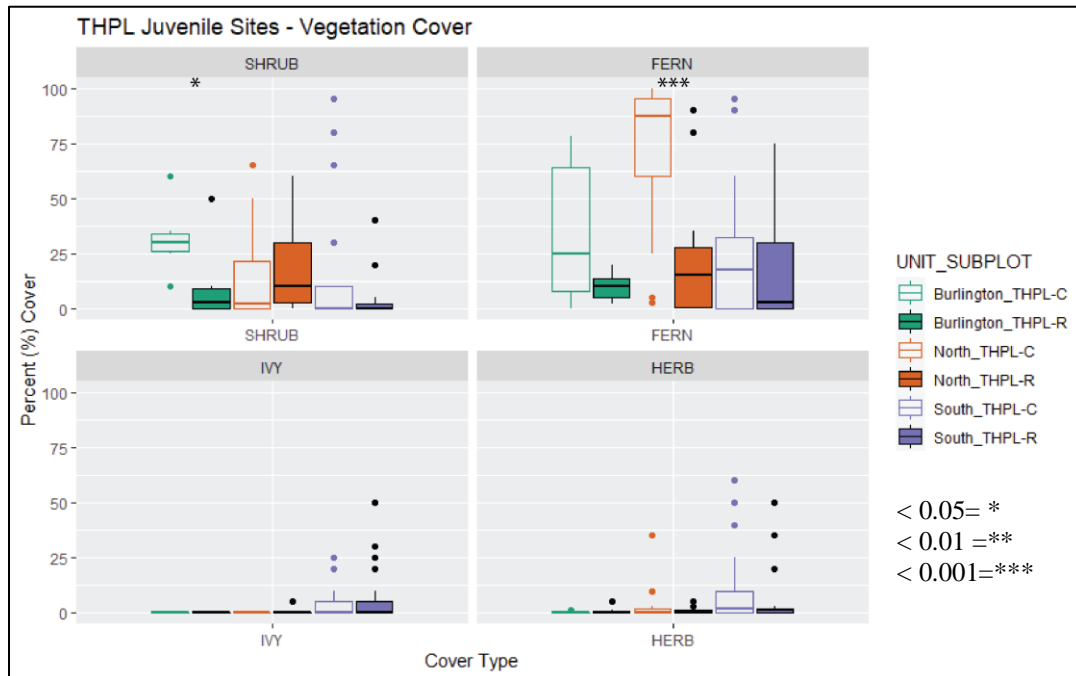 THPL Juvenile Sites - Vegetation Cover
SHRUB
FERN
*
***
100
75
50
25
0
SHRUB
FERN
IVY
HERB
100
75
50
25
0
IVY
HERB
Percent (%) Cover
Cover Type
UNIT_SUBPLOT
Burlington_THPL-C
Burlington_THPL-R
North_THPL-C
North_THPL-R
South_THPL-C
South_THPL-R
< 0.05= *
< 0.01 =**
< 0.001=***